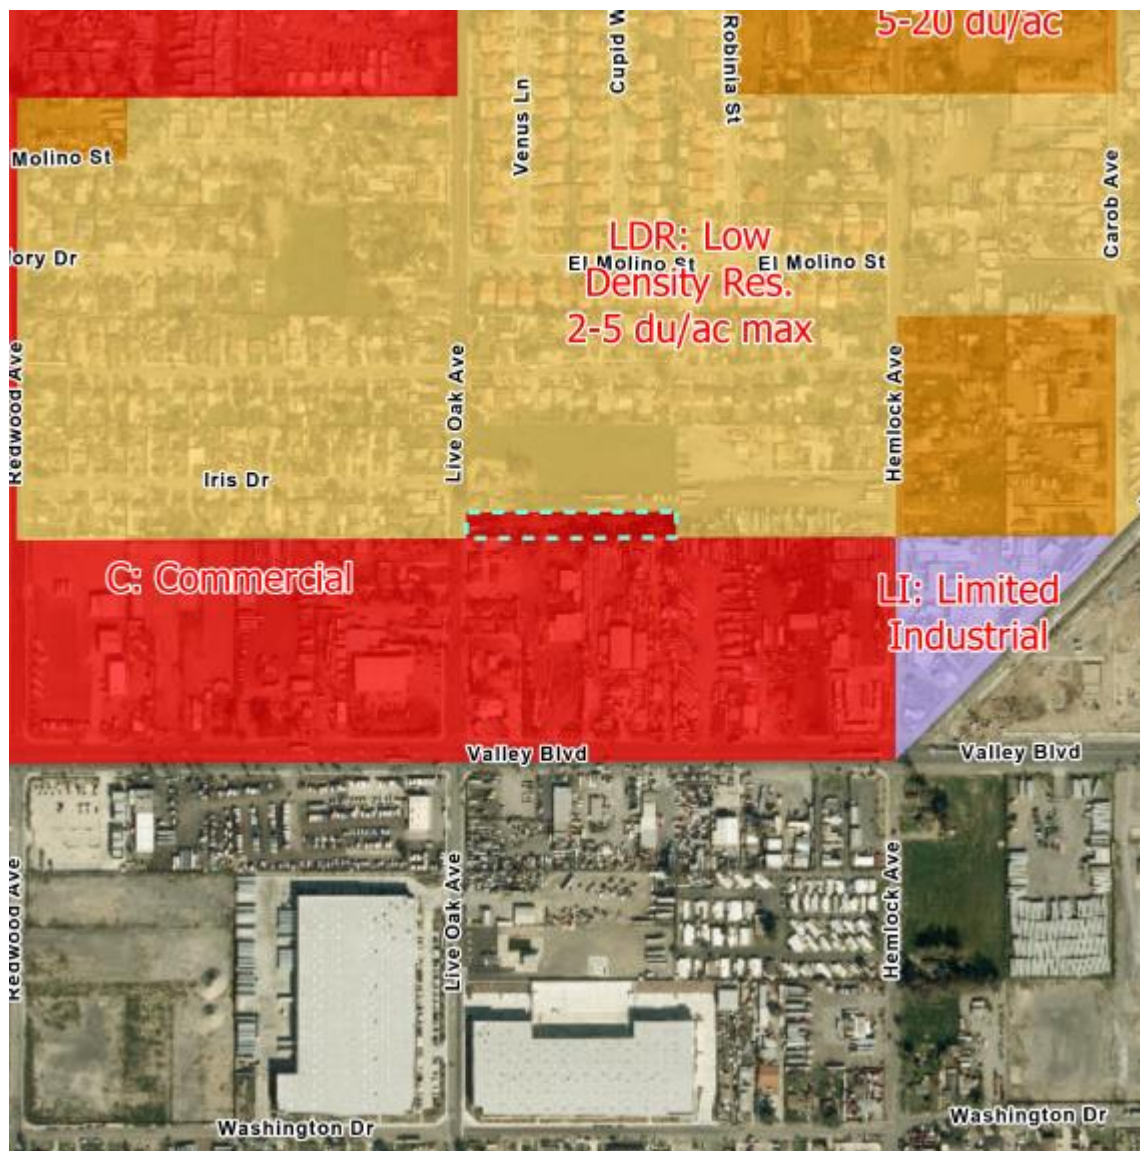 5-20 du/ac
Cupid W
Robinia St
Venus Ln
Molino St
Carob Ave
LDR: Low
Density Res.
2-5 du/ac max
El Molino St
El Molino St
ory Dr
Redwood Ave
Live Oak Ave
Hemlock Ave
Iris Dr
C: Commercial
LI: Limited
Industrial
Valley Blvd
Valley Blvd
Redwood Ave
Live Oak Ave
Hemlock Ave
Washington Dr
Washington Dr